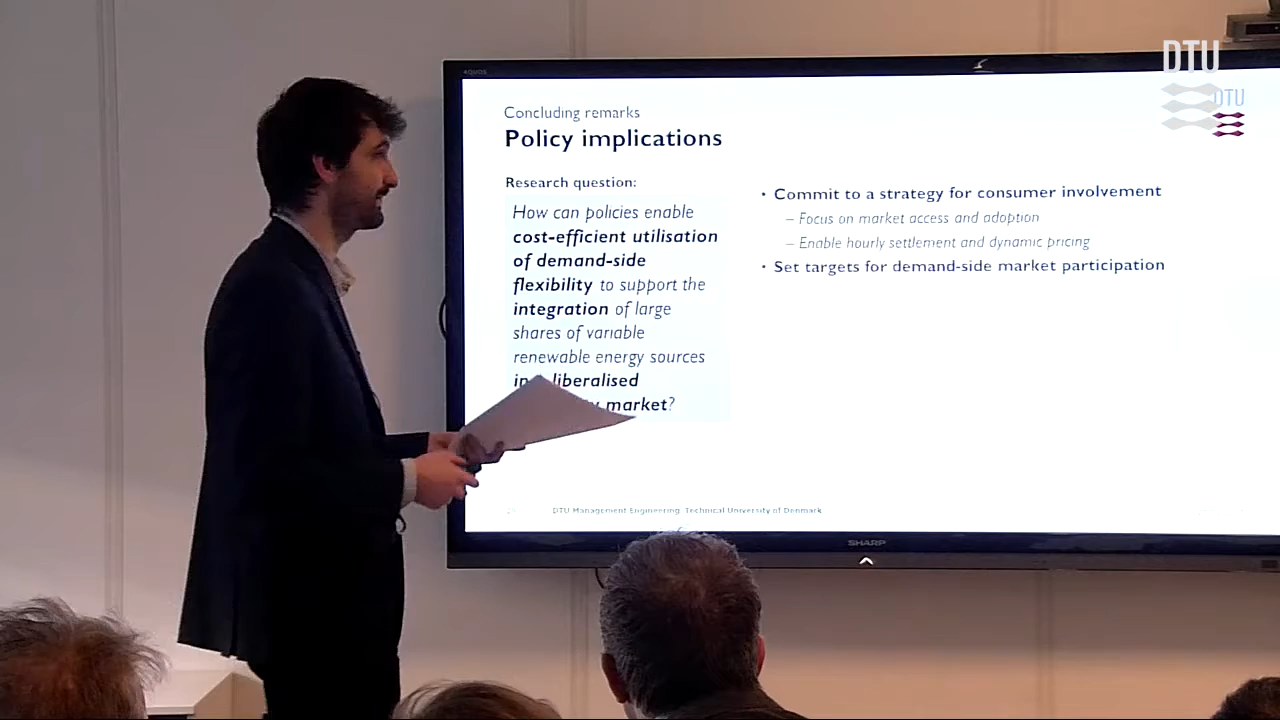 DTU
DTU
AQUOS
Concluding remarks
Policy implications
Research question:
How can policies enable
cost-efficient utilisation
of demand-side
flexibility to support the
integration of large
shares of variable
renewable energy sources
liberalised
market?
• Commit to a strategy for consumer involvement
– Focus on market access and adoption
– Enable hourly settlement and dynamic pricing
• Set targets for demand-side market participation
DTU Management Engineering, Technical University of Denmark
SHARP